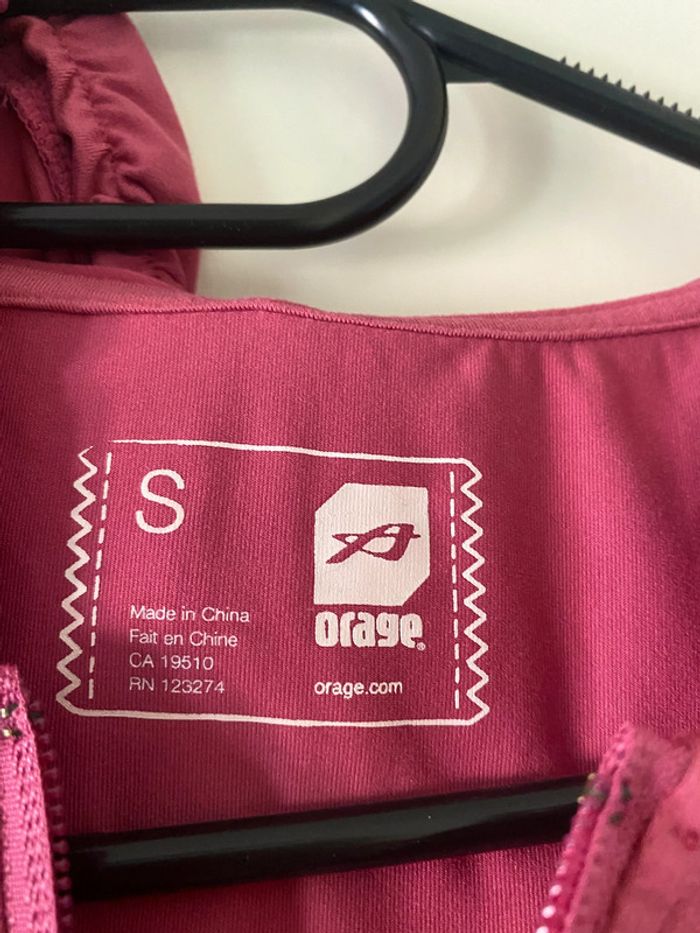 S
Made in China
Fait en Chine
CA 19510
RN 123274
orage®
orage.com